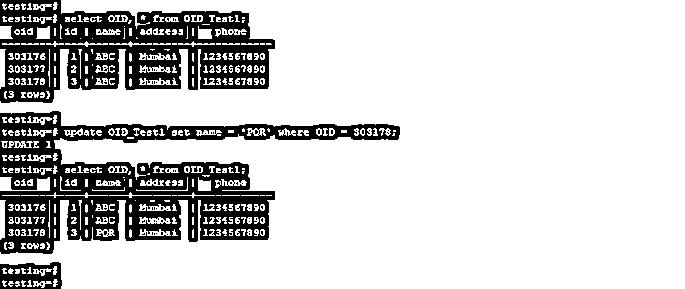 testing=#
testing=# select OID, * from OID_Test1;
oid | id | name | address | phone
--------+----+------+---------+------------
303176 | 1 | ABC | Mumbai | 1234567890
303177 | 2 | ABC | Mumbai | 1234567890
303178 | 3 | ABC | Mumbai | 1234567890
(3 rows)
testing=#
testing=# update OID_Test1 set name = 'PQR' where OID = 303178;
UPDATE 1
testing=#
testing=# select OID, * from OID_Test1;
oid | id | name | address | phone
--------+----+------+---------+------------
303176 | 1 | ABC | Mumbai | 1234567890
303177 | 2 | ABC | Mumbai | 1234567890
303178 | 3 | PQR | Mumbai | 1234567890
(3 rows)
testing=#
testing=#